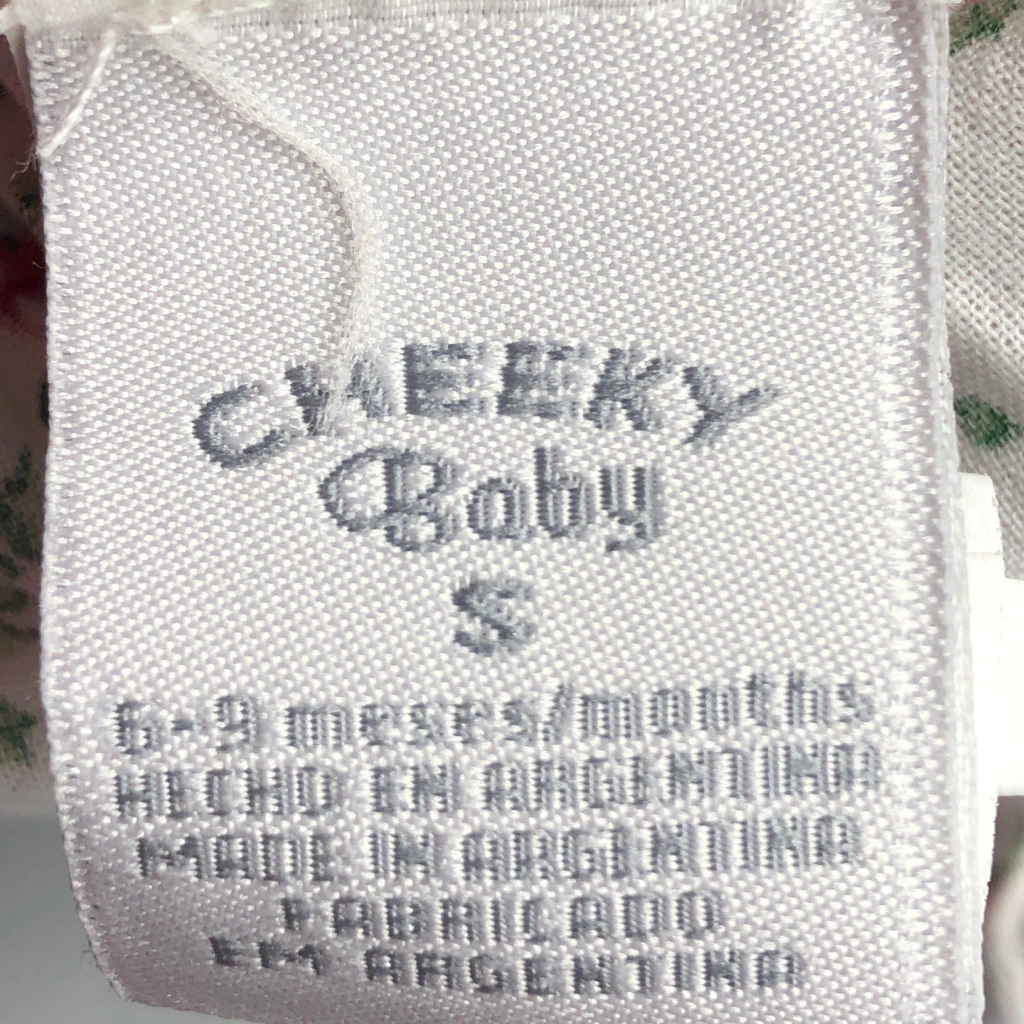 CHEEKY
Baby
S
6-9 meses/months
HECHO EN ARGENTINA
MADE IN ARGENTINA
FABRICADO
EM ARGENTINA